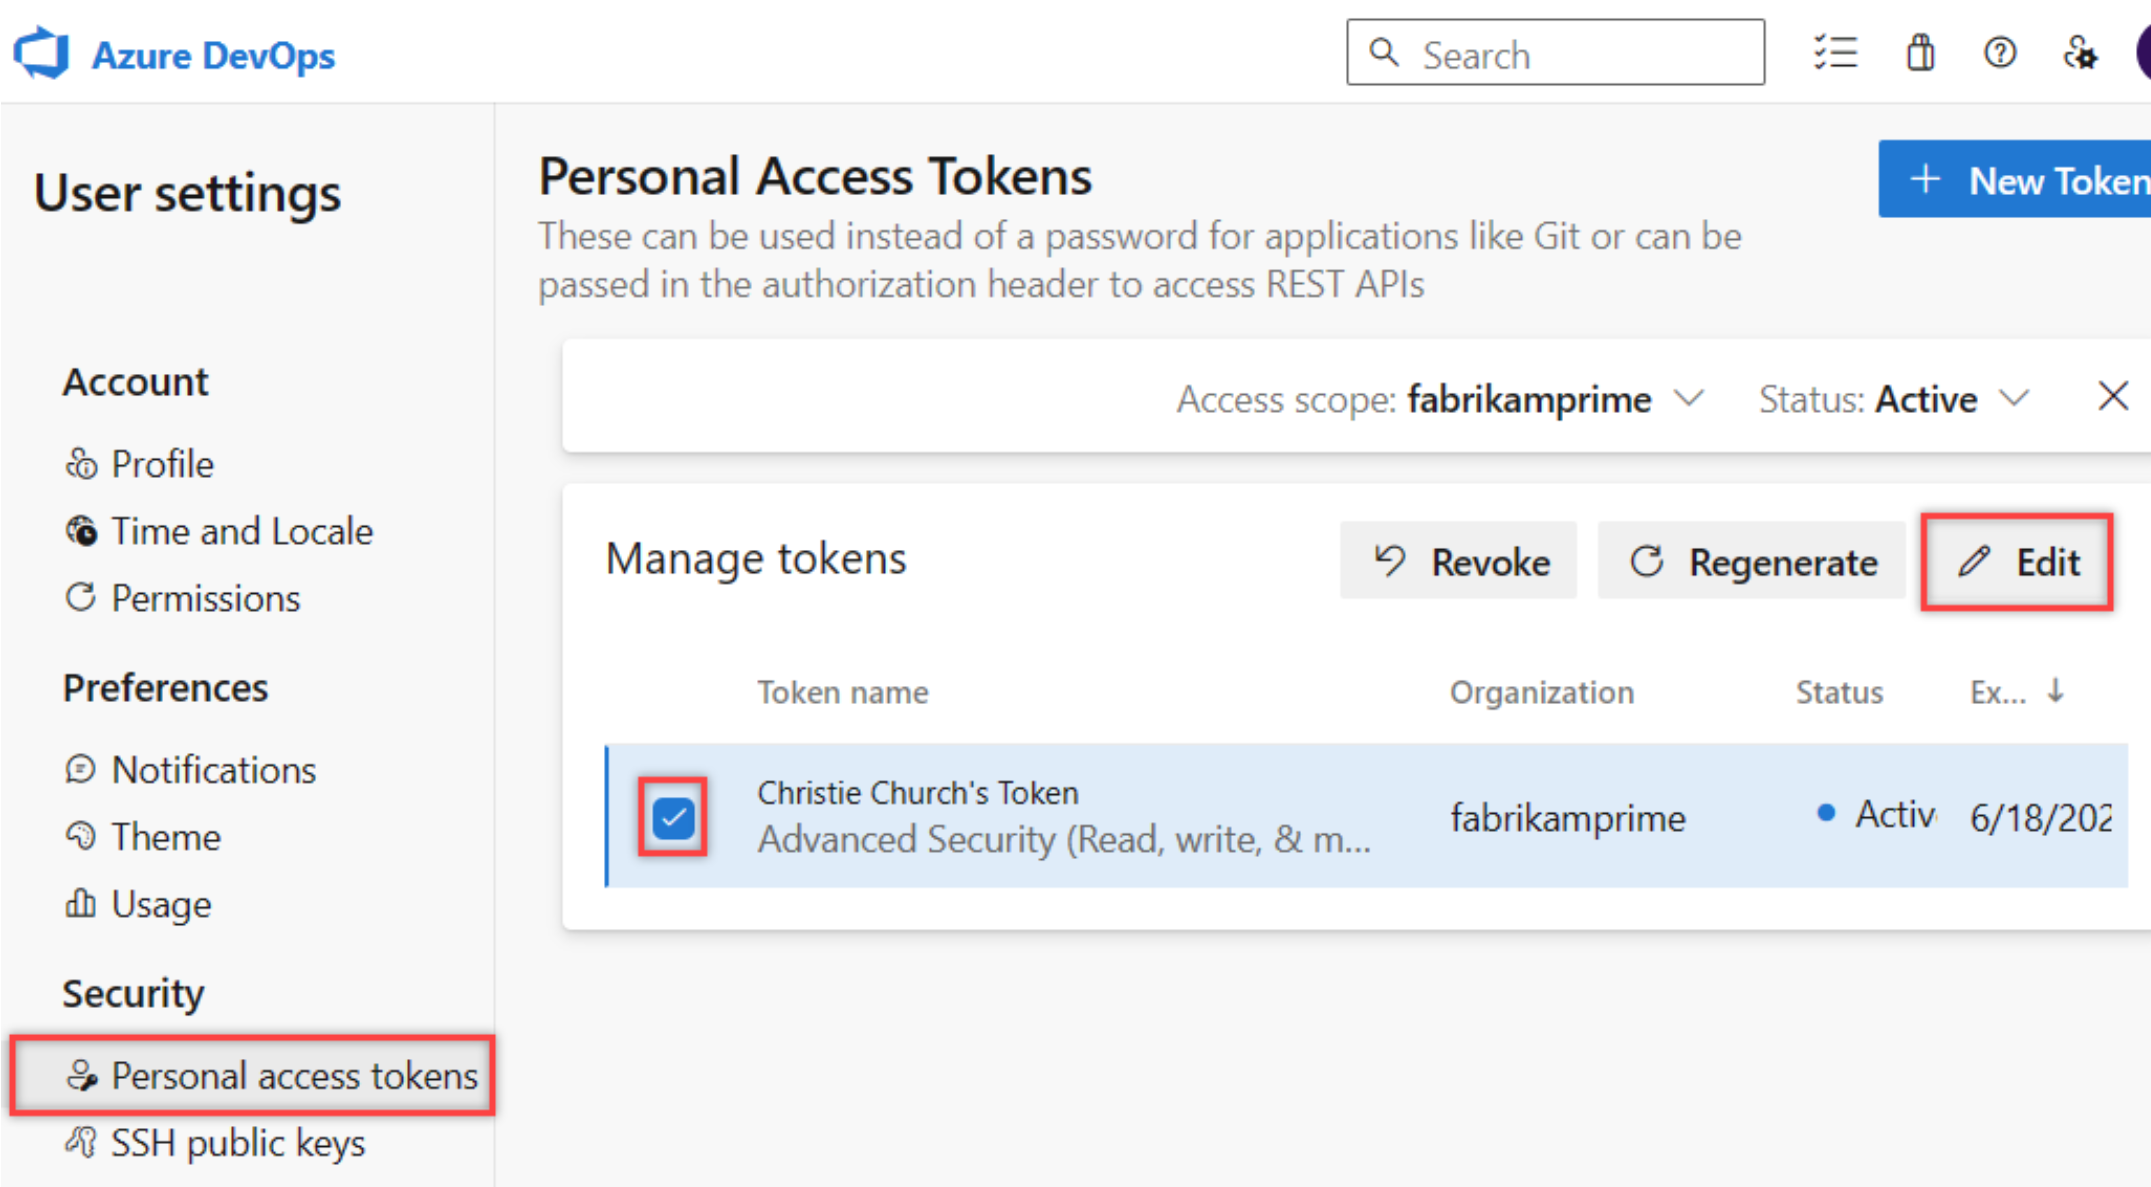 Azure DevOps
Search
User settings
Account
Profile
Time and Locale
Permissions
Preferences
Notifications
Theme
Usage
Security
Personal access tokens
SSH public keys
Personal Access Tokens
New Token
These can be used instead of a password for applications like Git or can be
passed in the authorization header to access REST APIs
Access scope: fabrikamprime Status: Active
Manage tokens
Revoke Regenerate Edit
Token name Organization Status Ex...
Christie Church's Token
Advanced Security (Read, write, & m...
fabrikamprime Activ 6/18/202